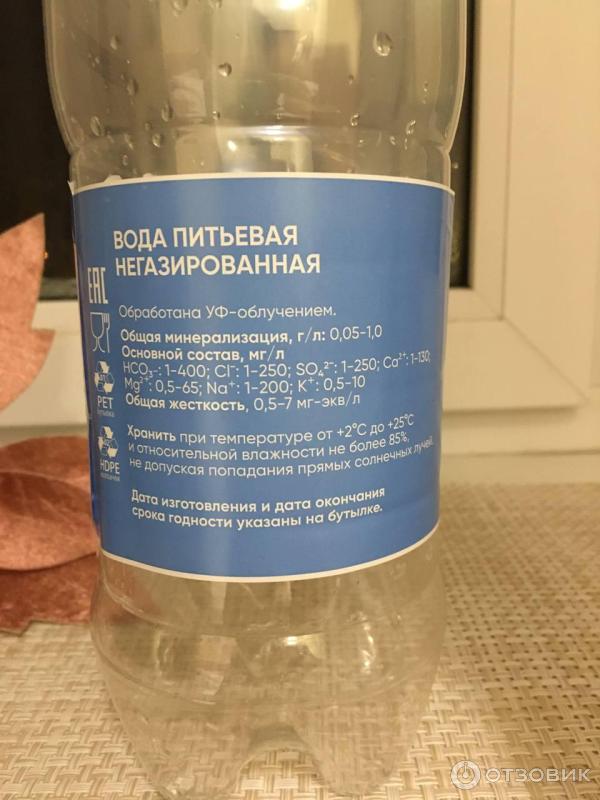 ВОДА ПИТЬЕВАЯ
НЕГАЗИРОВАННАЯ
Обработана УФ-облучением.
Общая минерализация, г/л: 0,05-1,0
Основной состав, мг/л
HCO₃⁻: 1-400; Cl⁻: 1-250; SO₄²⁻: 1-250; Ca²⁺: 1-130;
Mg²⁺: 0,5-65; Na⁺: 1-200; K⁺: 0,5-10
Общая жесткость, 0,5-7 мг-экв/л
Хранить при температуре от +2°С до +25°С
и относительной влажности не более 85%,
не допуская попадания прямых солнечных лучей.
Дата изготовления и дата окончания
срока годности указаны на бутылке.
EAC
PET
бутылка
HDPE
колпачок
ОТЗОВИК